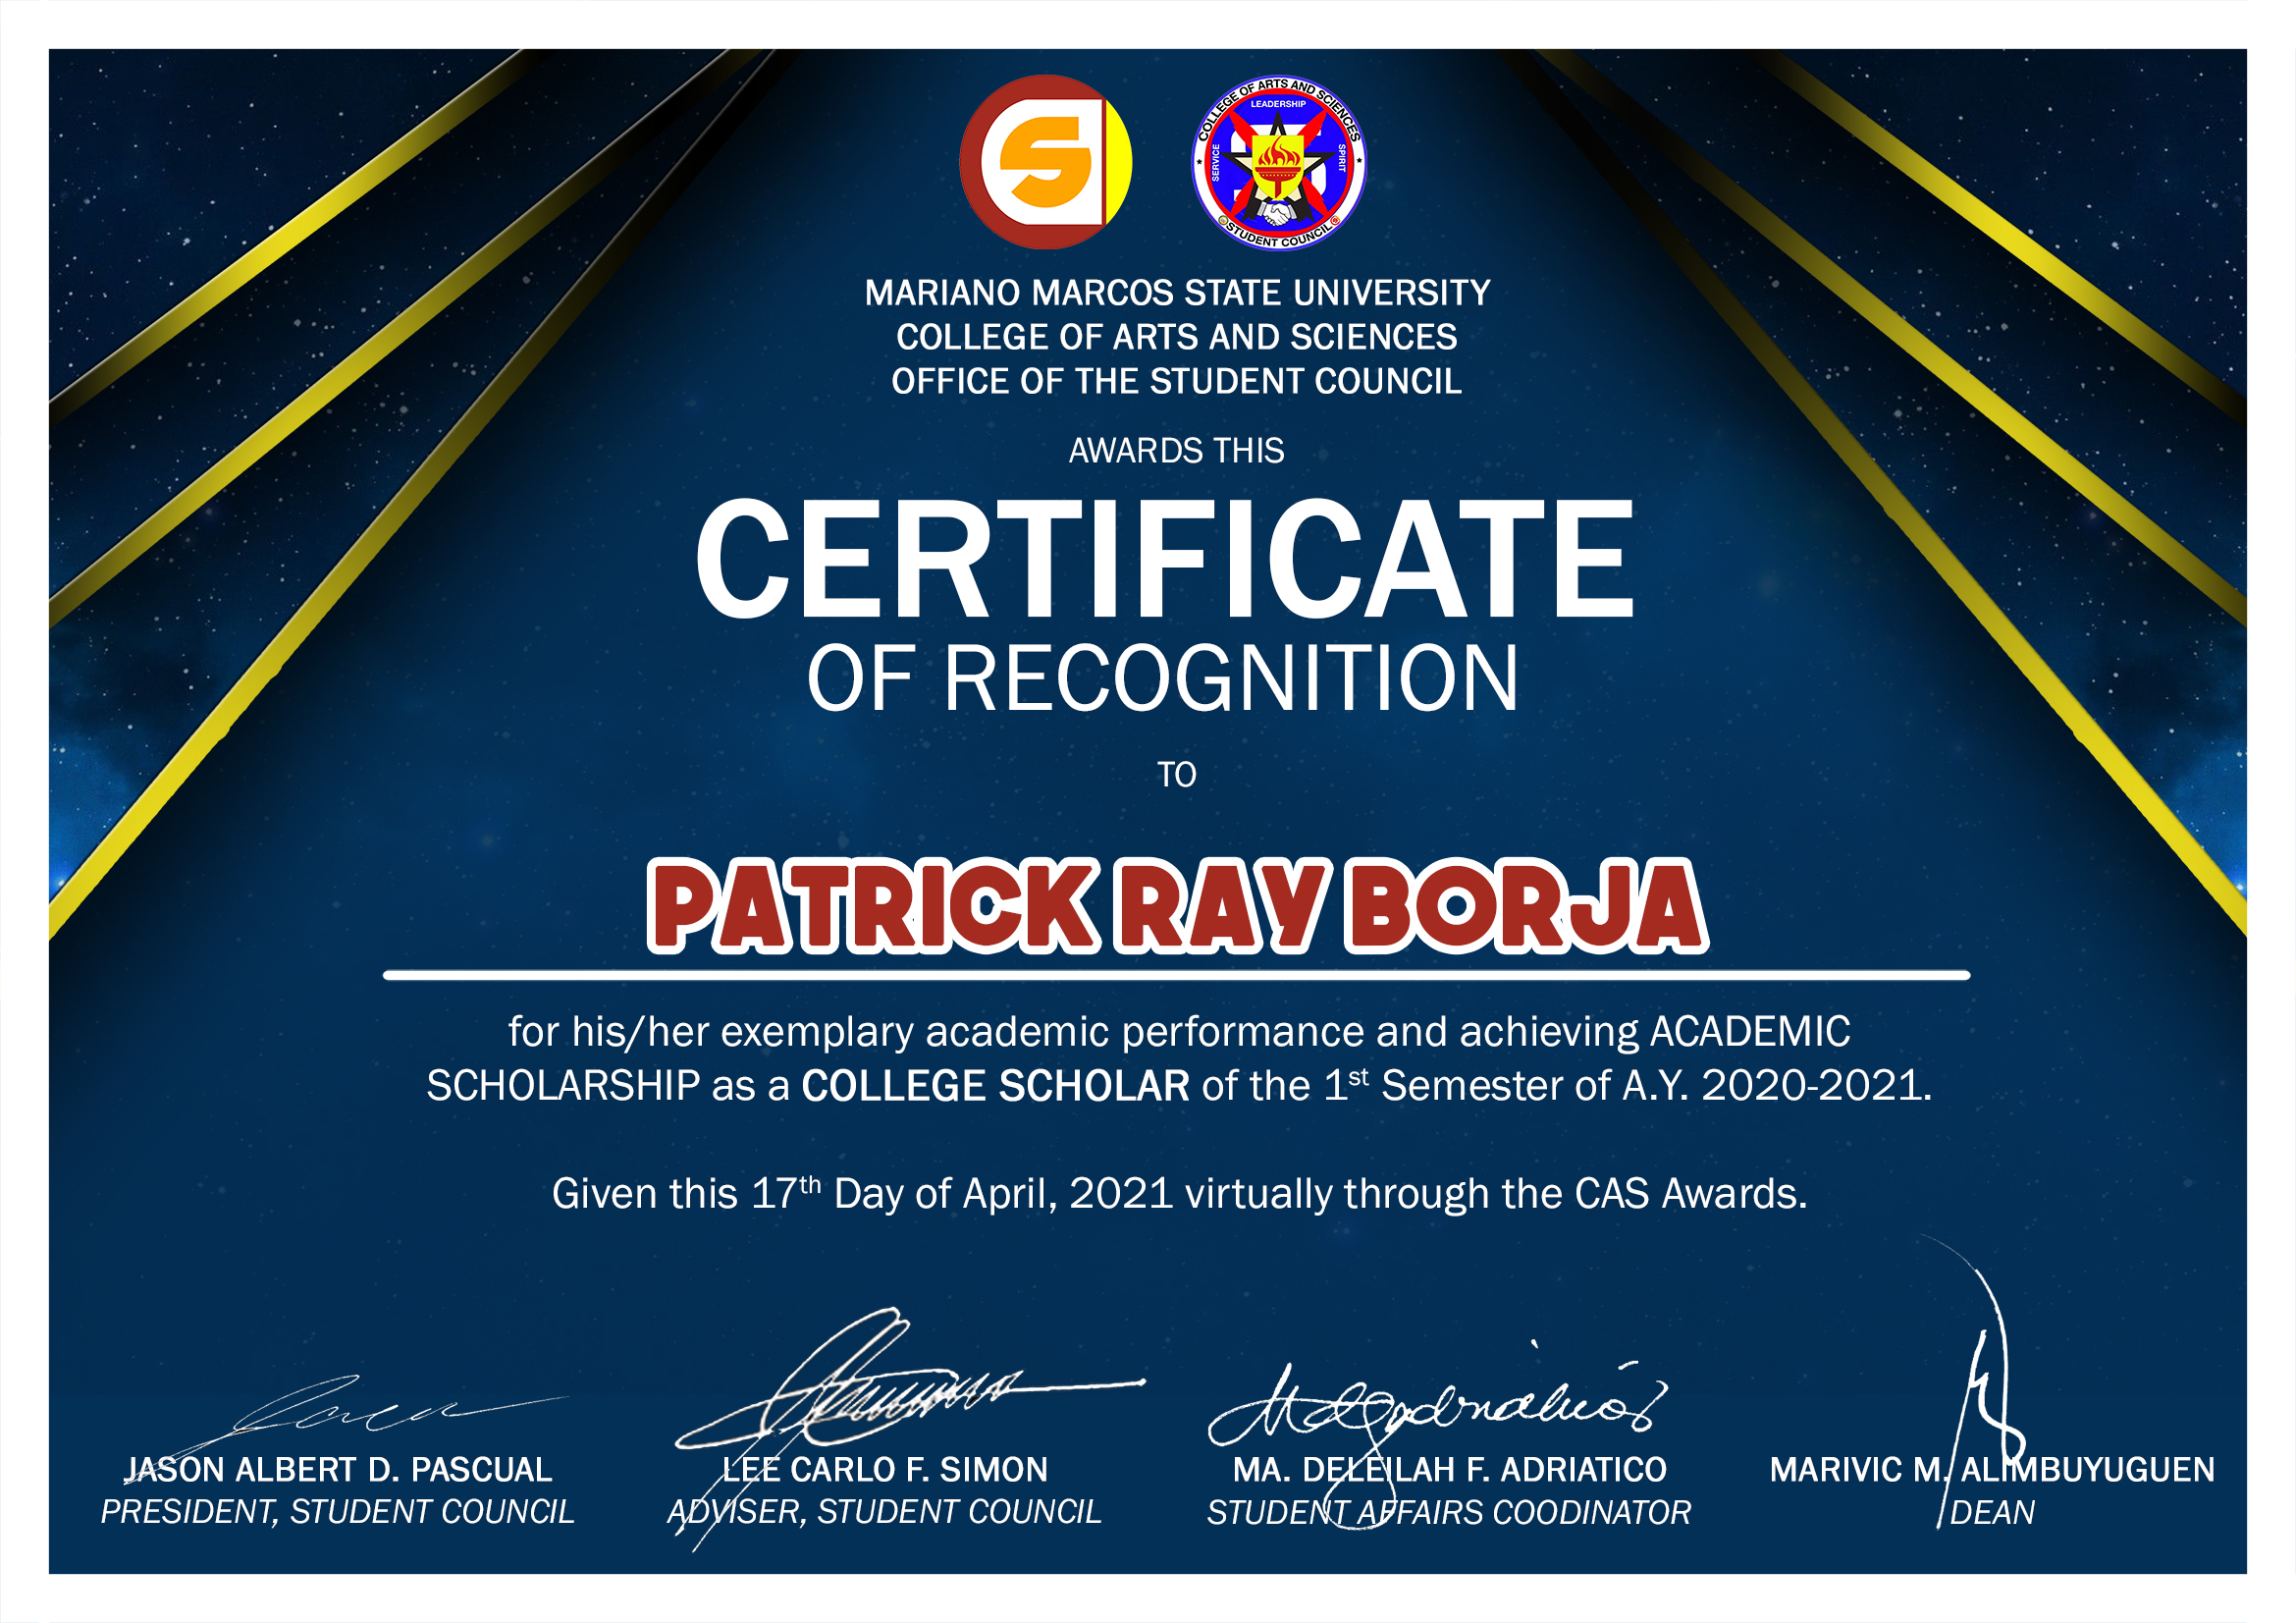 COLLEGE OF ARTS AND SCIENCES
LEADERSHIP
SERVICE
SPIRIT
STUDENT COUNCIL
MARIANO MARCOS STATE UNIVERSITY
COLLEGE OF ARTS AND SCIENCES
OFFICE OF THE STUDENT COUNCIL
AWARDS THIS
CERTIFICATE
OF RECOGNITION
TO
PATRICK RAY BORJA
for his/her exemplary academic performance and achieving ACADEMIC
SCHOLARSHIP as a COLLEGE SCHOLAR of the 1st Semester of A.Y. 2020-2021.
Given this 17th Day of April, 2021 virtually through the CAS Awards.
JASON ALBERT D. PASCUAL
PRESIDENT, STUDENT COUNCIL
LEE CARLO F. SIMON
ADVISER, STUDENT COUNCIL
MA. DELEILAH F. ADRIATICO
STUDENT AFFAIRS COODINATOR
MARIVIC M. ALIMBUYUGUEN
DEAN